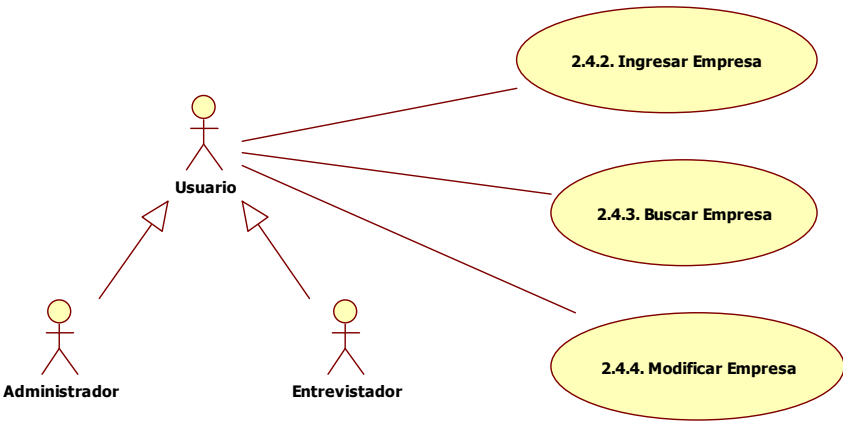 2.4.2. Ingresar Empresa
Usuario
2.4.3. Buscar Empresa
2.4.4. Modificar Empresa
Administrador
Entrevistador